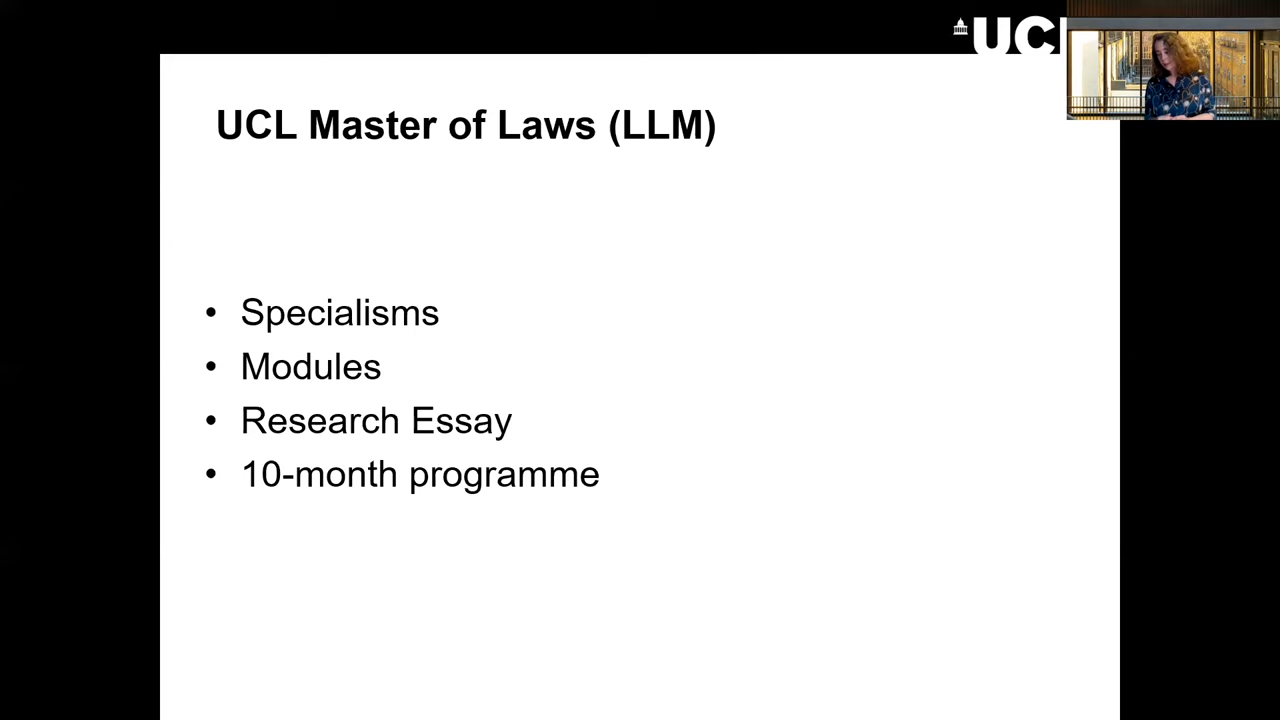 UCL
UCL Master of Laws (LLM)
• Specialisms
• Modules
• Research Essay
• 10-month programme